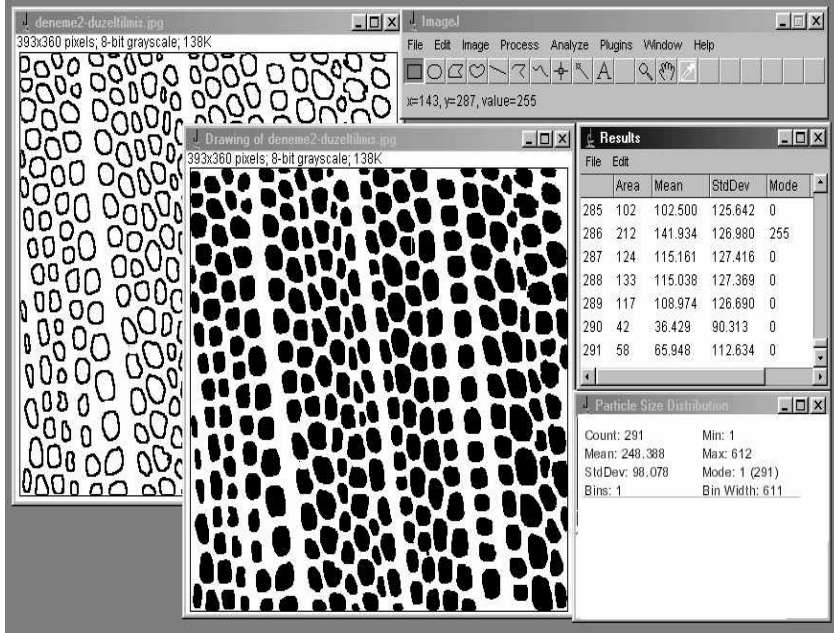 deneme2-duzeltilmis.jpg
393x360 pixels; 8-bit grayscale; 138K
ImageJ
File Edit Image Process Analyze Plugins Window Help
A
x=143, y=287, value=255
Drawing of deneme2-duzeltilmis.jpg
393x360 pixels; 8-bit grayscale; 138K
Results
File Edit
Area Mean StdDev Mode
285 102 102.500 125.642 0
286 212 141.934 126.980 255
287 124 115.161 127.416 0
288 133 115.038 127.369 0
289 117 108.974 126.690 0
290 42 36.429 90.313 0
291 58 65.948 112.634 0
Particle Size Distribution
Count: 291 Min: 1
Mean: 248.388 Max: 612
StdDev: 98.078 Mode: 1 (291)
Bins: 1 Bin Width: 611